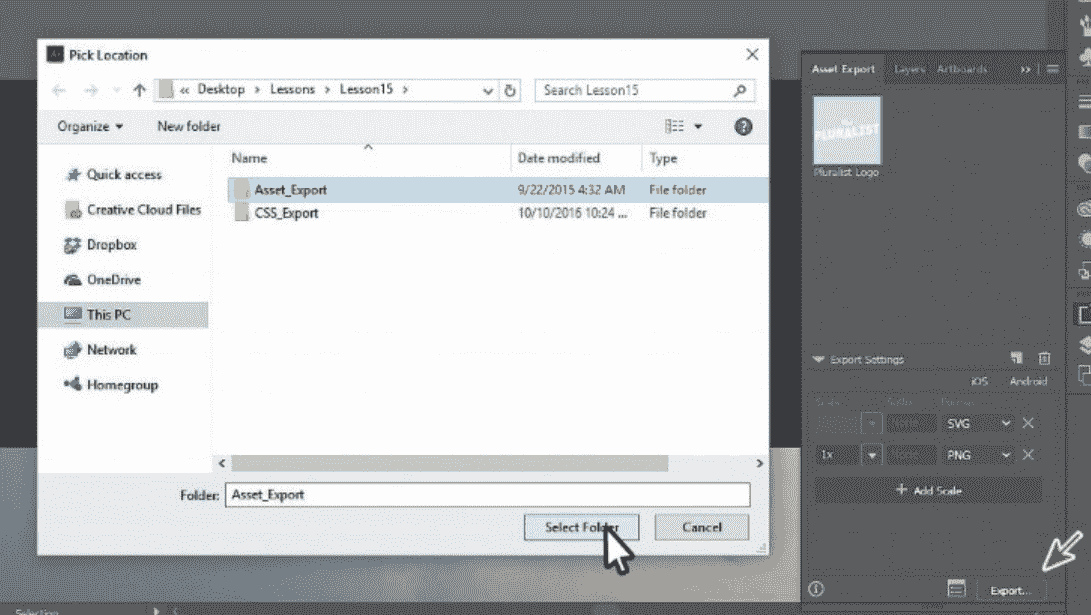 Pick Location
« Desktop > Lessons > Lesson15 >
Search Lesson15
Organize
New folder
Name
Date modified
Type
Quick access
Creative Cloud Files
Dropbox
OneDrive
This PC
Network
Homegroup
Asset_Export 9/22/2015 4:32 AM File folder
CSS_Export 10/10/2016 10:24 ... File folder
Folder: Asset_Export
Select Folder
Cancel
Asset Export Layers Artboards
PLURALIST
Pluralist Logo
Export Settings
iOS Android
SVG
1x PNG
+ Add Scale
Export...
Selection